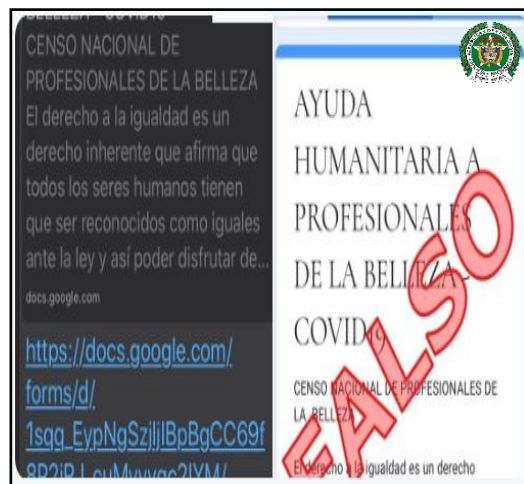 BELLEZA - COVID19
CENSO NACIONAL DE
PROFESIONALES DE LA BELLEZA
El derecho a la igualdad es un
derecho inherente que afirma que
todos los seres humanos tienen
que ser reconocidos como iguales
ante la ley y así poder disfrutar de...
docs.google.com
https://docs.google.com/
forms/d/
AYUDA
HUMANITARIA A
PROFESIONALES
DE LA BELLEZA -
COVID19
CENSO NACIONAL DE PROFESIONALES DE
LA BELLEZA
El derecho a la igualdad es un derecho
FALSO